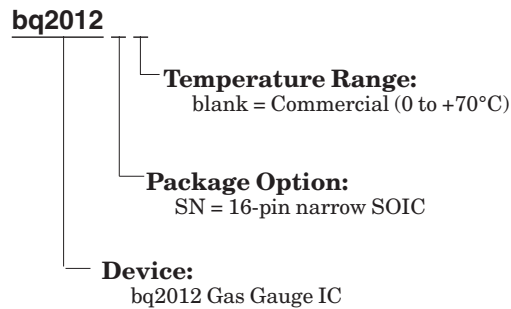 bq2012
Temperature Range:
blank = Commercial (0 to +70°C)
Package Option:
SN = 16-pin narrow SOIC
Device:
bq2012 Gas Gauge IC